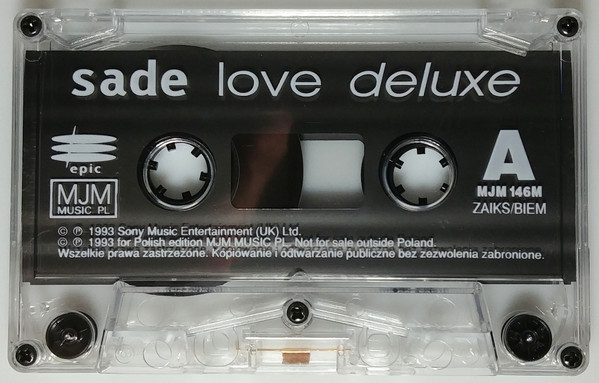 sade love deluxe
epic
MJM
MUSIC PL
A
MJM 146M
ZAIKS/BIEM
© ℗ 1993 Sony Music Entertainment (UK) Ltd.
© ℗ 1993 for Polish edition MJM MUSIC PL. Not for sale outside Poland.
Wszelkie prawa zastrzeżone. Kopiowanie i odtwarzanie publiczne bez zezwolenia zabronione.